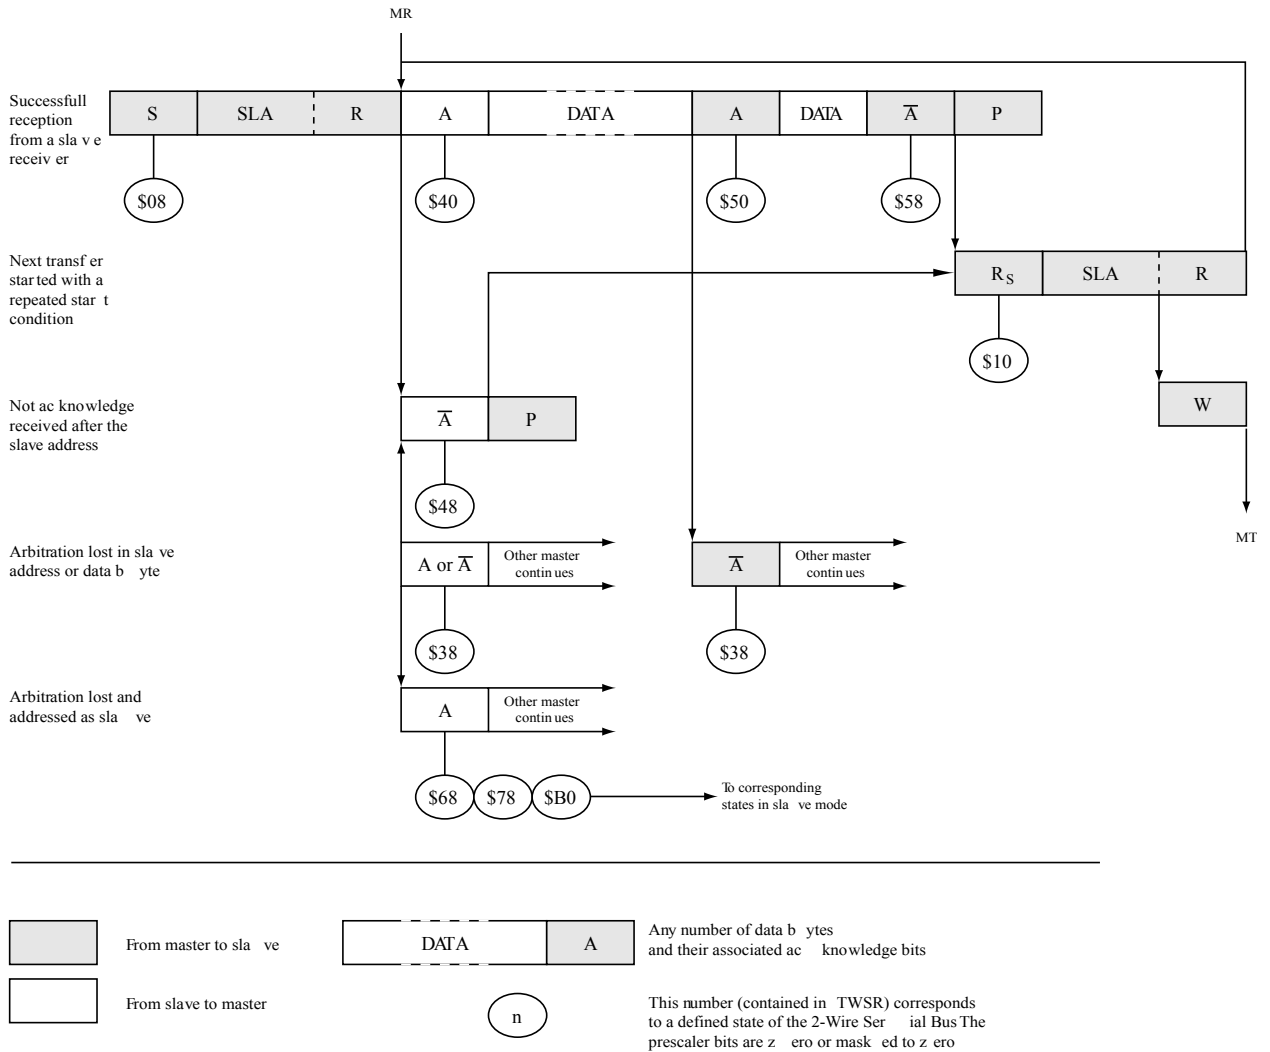 MR
Successfull
reception
from a sla v e
receiv er
S SLA R A DATA A DATA A P
$08 $40 $50 $58
Next transf er
star ted with a
repeated star t
condition
RS SLA R
$10
Not ac knowledge
received after the
slave address
A P
W
$48
MT
Arbitration lost in sla ve
address or data b yte
A or A
Other master
contin ues
A
Other master
contin ues
$38 $38
Arbitration lost and
addressed as sla ve
A
Other master
contin ues
$68 $78 $B0
To corresponding
states in sla ve mode
From master to sla ve
DATA A
Any number of data b ytes
and their associated ac knowledge bits
From slave to master
n
This number (contained in TWSR) corresponds
to a defined state of the 2-Wire Ser ial Bus The
prescaler bits are z ero or mask ed to z ero